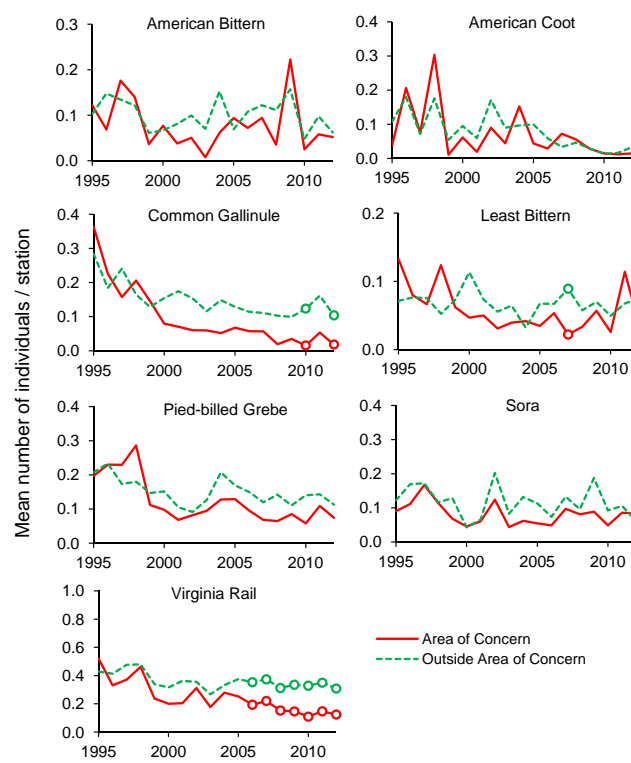 American Bittern
American Coot
0.3
0.2
0.1
0.0
1995 2000 2005 2010
0.4
0.3
0.2
0.1
0.0
1995 2000 2005 2010
Common Gallinule
Least Bittern
0.4
0.3
0.2
0.1
0.0
1995 2000 2005 2010
0.2
0.1
0.0
1995 2000 2005 2010
Pied-billed Grebe
Sora
0.4
0.3
0.2
0.1
0.0
1995 2000 2005 2010
0.4
0.3
0.2
0.1
0.0
1995 2000 2005 2010
Virginia Rail
1.0
0.8
0.6
0.4
0.2
0.0
1995 2000 2005 2010
Mean number of individuals / station
Area of Concern
Outside Area of Concern